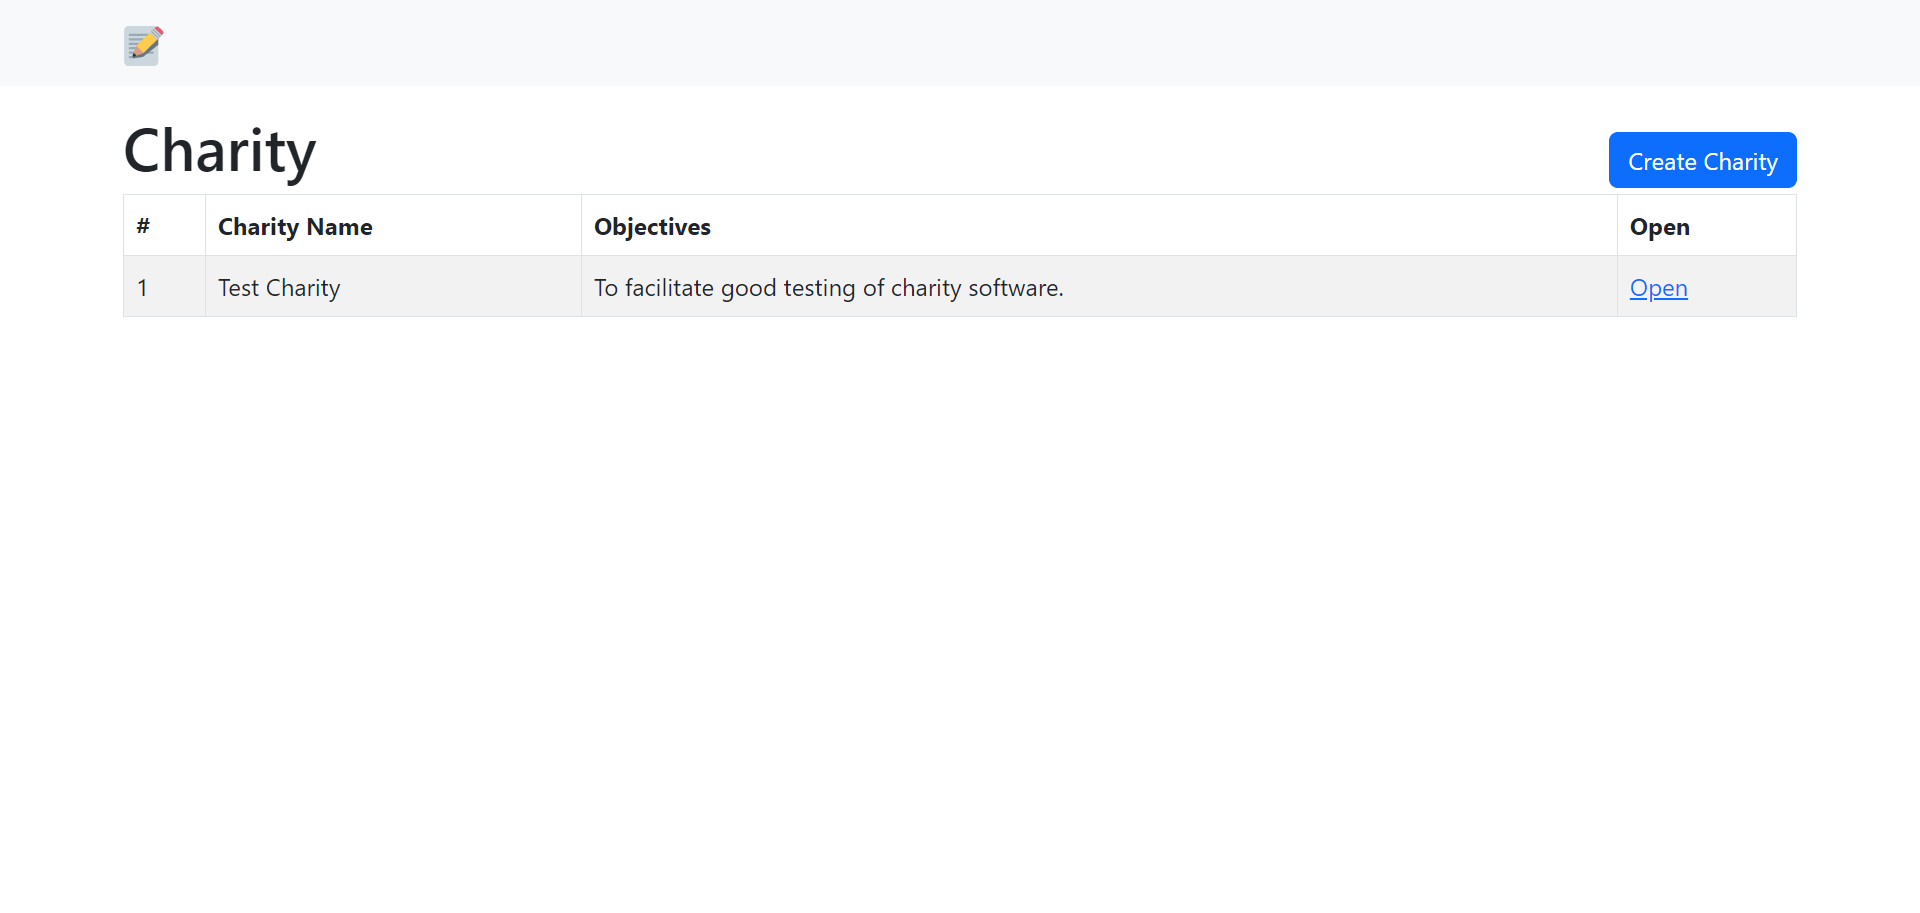 Charity
Create Charity
# Charity Name Objectives Open
1 Test Charity To facilitate good testing of charity software. Open